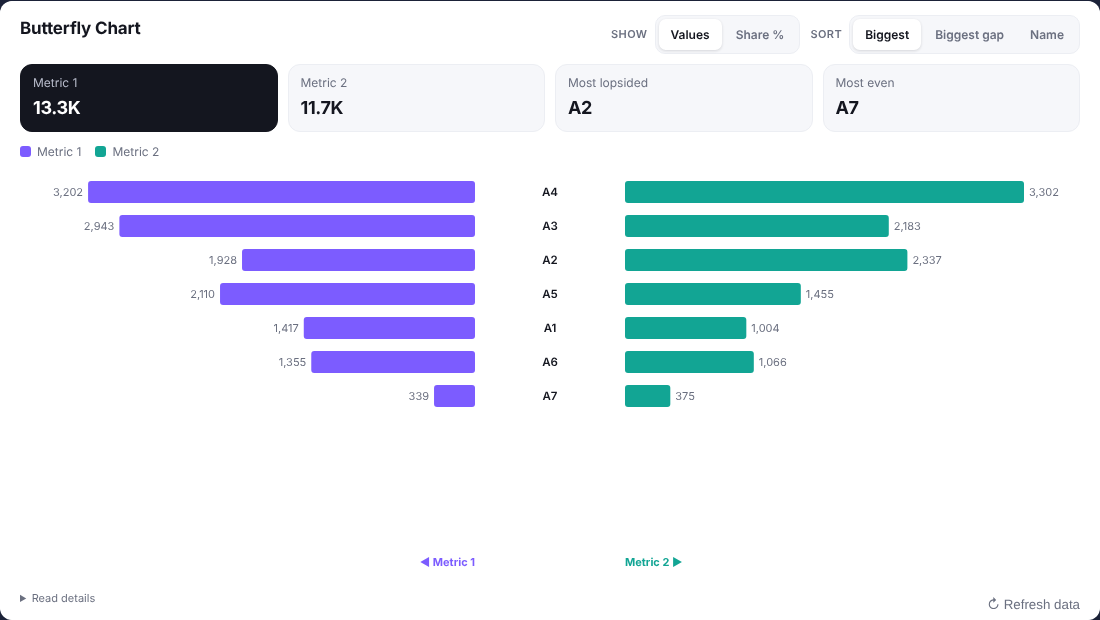 Butterfly Chart
SHOW Values Share % SORT Biggest Biggest gap Name
Metric 1
13.3K
Metric 2
11.7K
Most lopsided
A2
Most even
A7
Metric 1 Metric 2
3,202 A4 3,302
2,943 A3 2,183
1,928 A2 2,337
2,110 A5 1,455
1,417 A1 1,004
1,355 A6 1,066
339 A7 375
◀ Metric 1 Metric 2 ▶
▶ Read details
↻ Refresh data